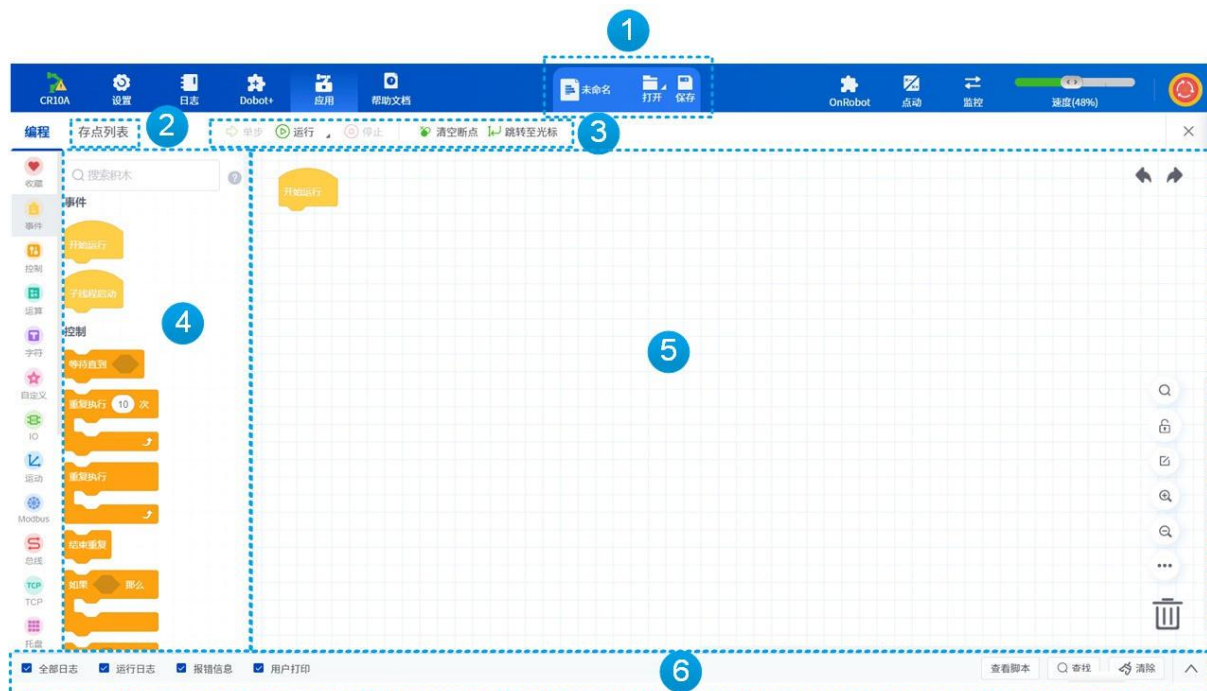 1
CR10A 设置 日志 Dobot+ 应用 帮助文档 未命名 打开 保存 OnRobot 点动 监控 速度(48%)
编程 存点列表 2 单步 运行 停止 清空断点 跳转至光标 3
收藏 搜索积木 ?
事件
事件
开始运行
开始运行
控制
子线程启动
运算
控制
4
字符
等待直到
5
自定义
重复执行 10 次
IO
运动
重复执行
Modbus
总线
结束重复
TCP
TCP
如果 那么
托盘
全部日志 运行日志 报错信息 用户打印 6 查看脚本 查找 清除